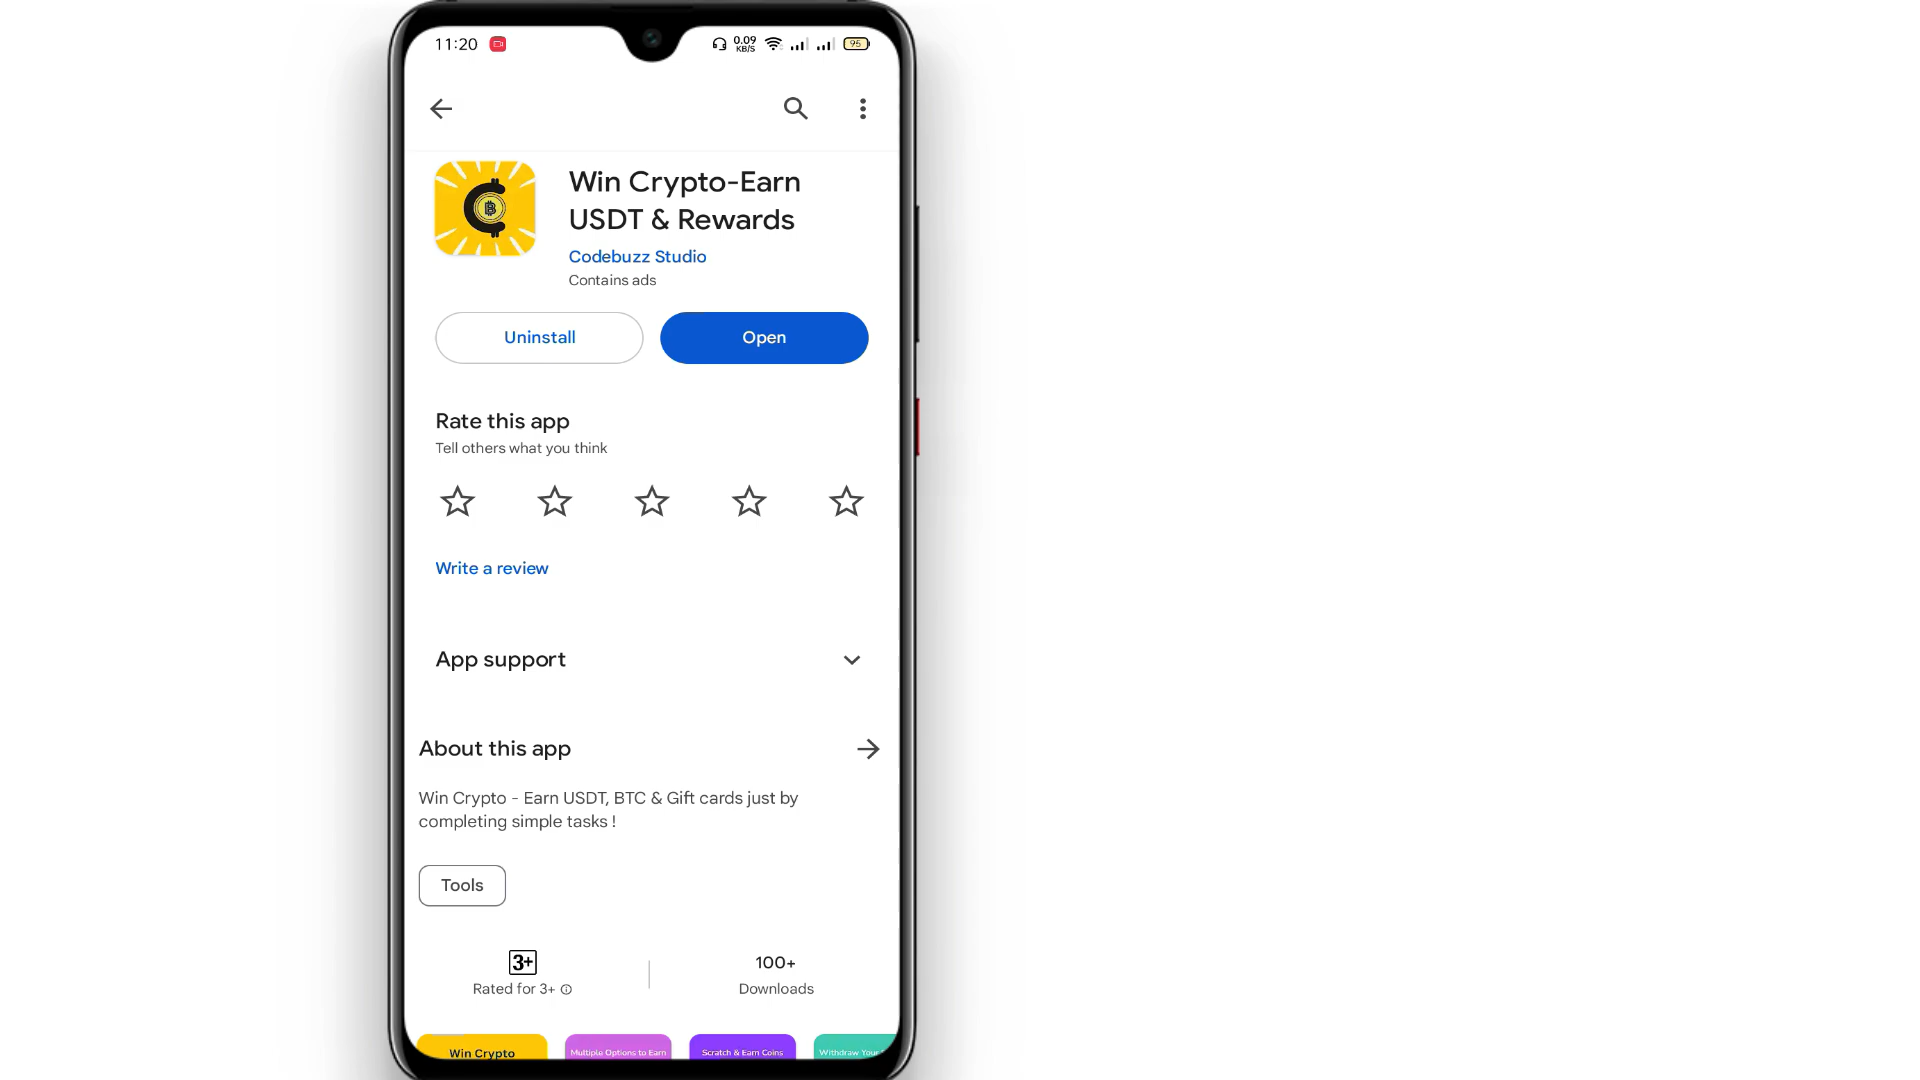 11:20
0.09
KB/S
95
Win Crypto-Earn
USDT & Rewards
Codebuzz Studio
Contains ads
Uninstall
Open
Rate this app
Tell others what you think
Write a review
App support
About this app
Win Crypto - Earn USDT, BTC & Gift cards just by
completing simple tasks !
Tools
3+
100+
Rated for 3+
Downloads
Win Crypto
Multiple Options to Earn
Scratch & Earn Coins
Withdraw Your